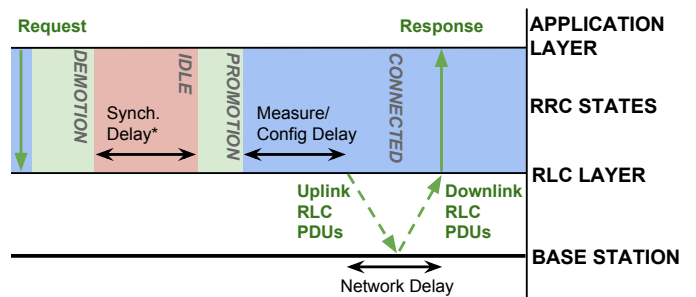 Request
Response
APPLICATION
LAYER
DEMOTION
IDLE
PROMOTION
CONNECTED
Synch.
Delay*
Measure/
Config Delay
RRC STATES
RLC LAYER
Uplink
RLC
PDUs
Downlink
RLC
PDUs
BASE STATION
Network Delay